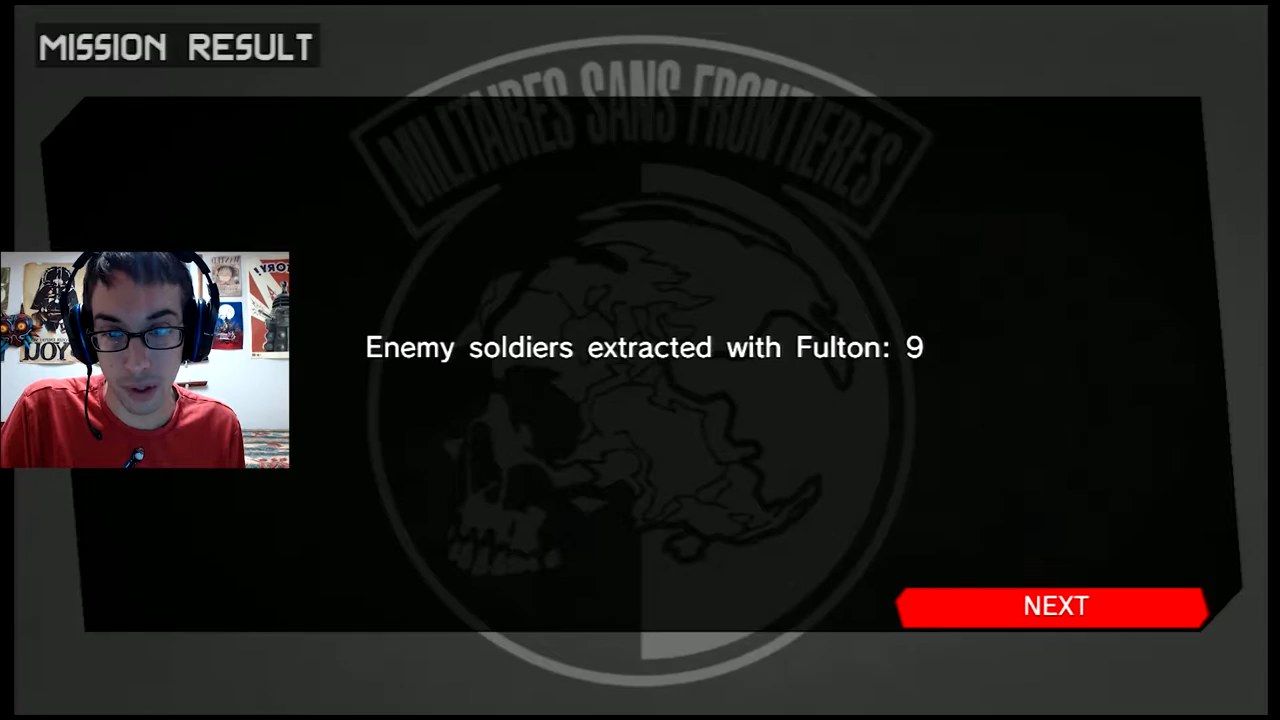 MISSION RESULT
MILITAIRES SANS FRONTIERES
Enemy soldiers extracted with Fulton: 9
NEXT